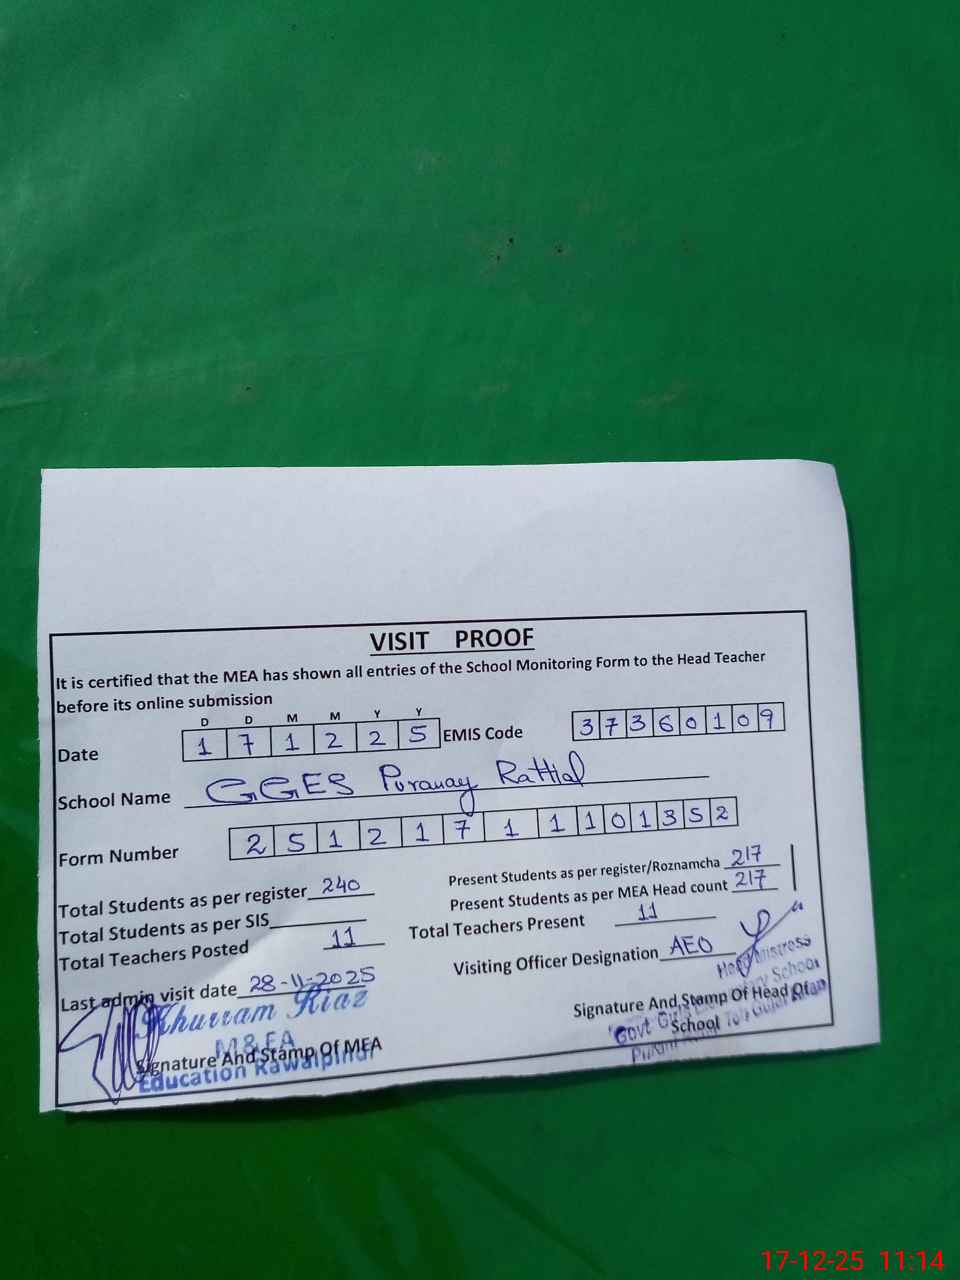 VISIT PROOF
It is certified that the MEA has shown all entries of the School Monitoring Form to the Head Teacher
before its online submission
D D M M Y Y
Date 1 7 1 2 2 5 EMIS Code 3 7 3 6 0 1 0 9
School Name GGES Puranay Rattial
Form Number 2 5 1 2 1 7 1 1 1 0 1 3 5 2
Total Students as per register 240 Present Students as per register/Roznamcha 217
Total Students as per SIS Present Students as per MEA Head count 217
Total Teachers Posted 11 Total Teachers Present 11
Last admin visit date 28-11-2025 Visiting Officer Designation AEO
Khurram Riaz
M&EA
Education Rawalpindi
Signature And Stamp Of MEA
Head Mistress
Signature And Stamp Of Head Of
School
Govt Girls School
17-12-25 11:14